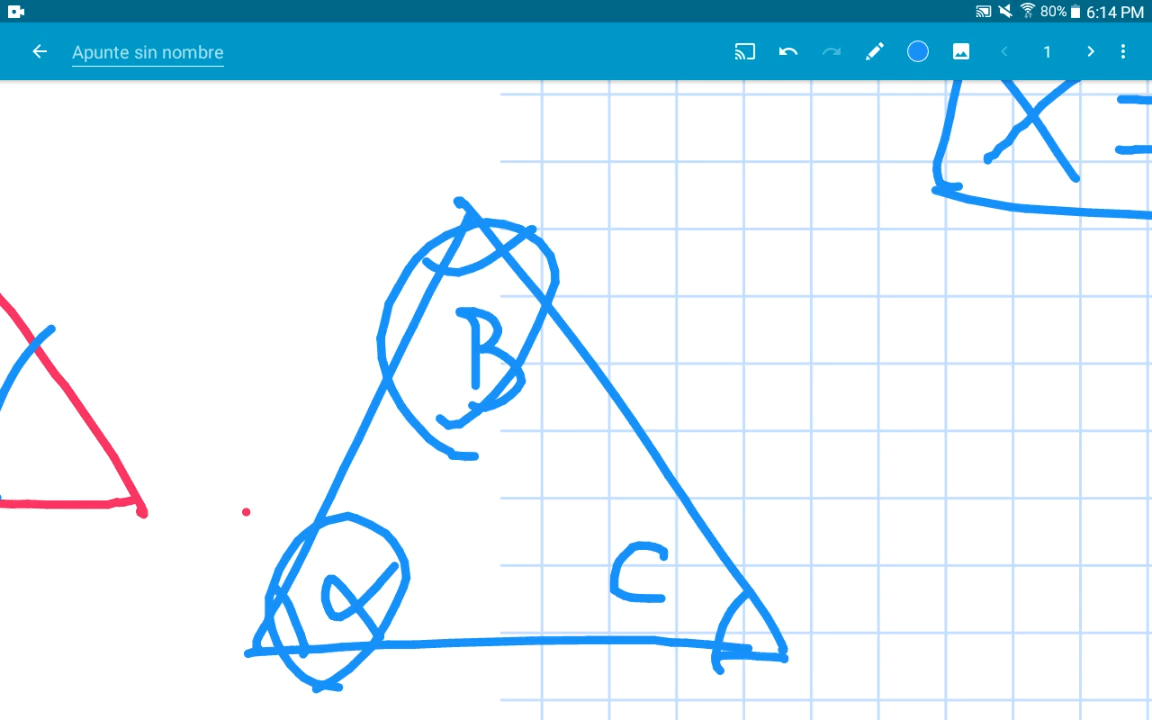 80% 6:14 PM
Apunte sin nombre
1
X =
B
α
C